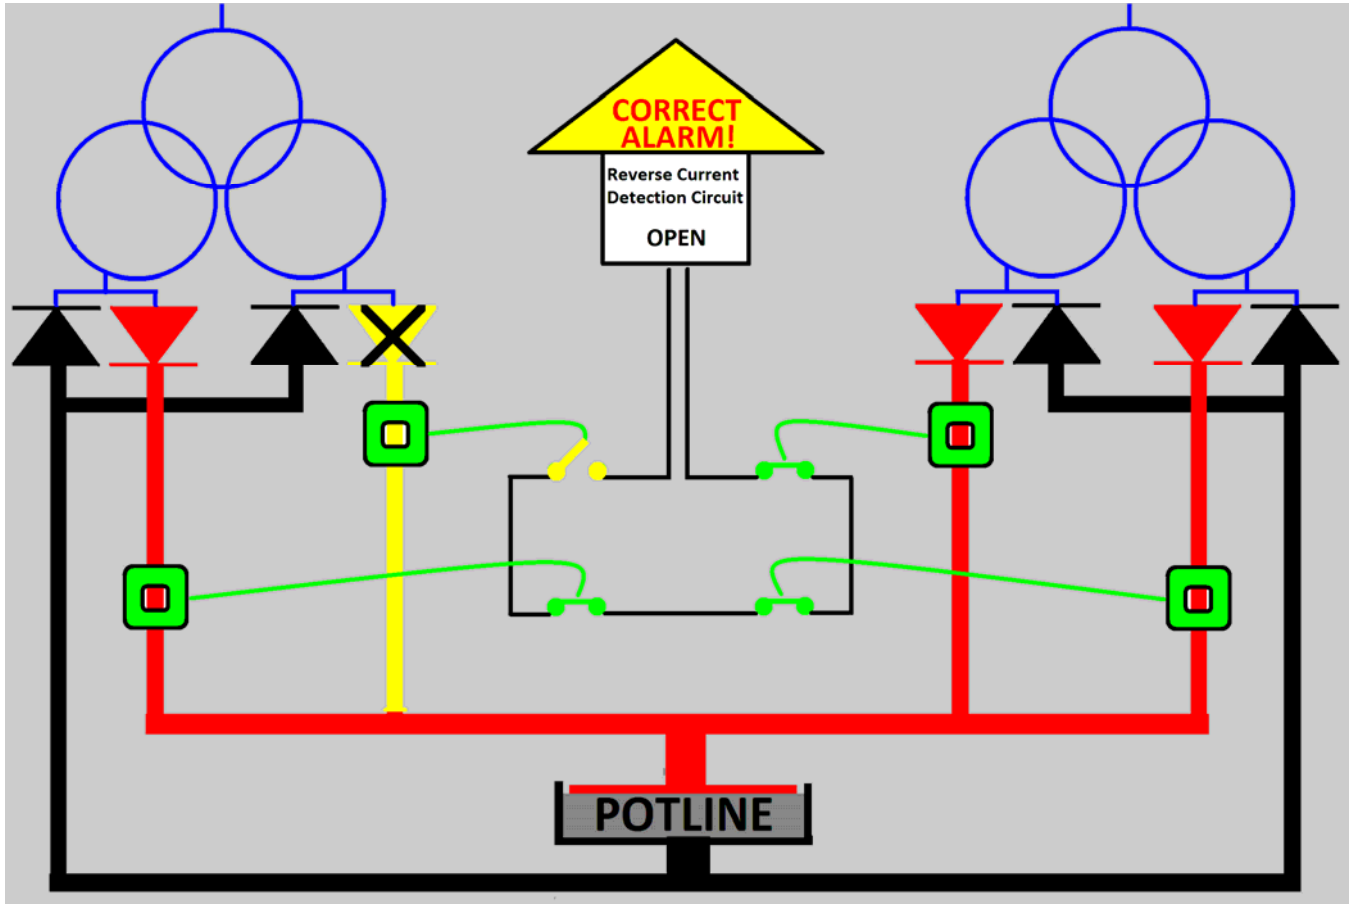 CORRECT
ALARM!
Reverse Current
Detection Circuit
OPEN
POTLINE